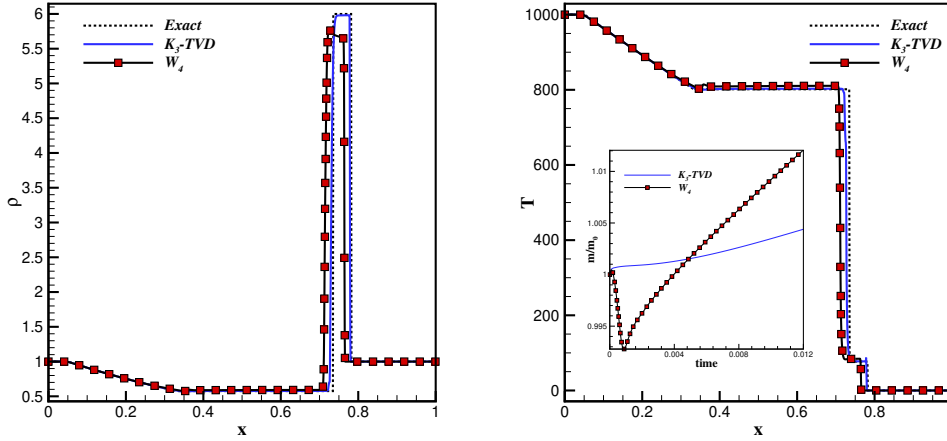 Exact
K3-TVD
W4
ρ
6
5.5
5
4.5
4
3.5
3
2.5
2
1.5
1
0.5
0 0.2 0.4 0.6 0.8 1
x
Exact
K3-TVD
W4
T
1000
800
600
400
200
0
0 0.2 0.4 0.6 0.8
x
K3-TVD
W4
m/m0
1.01
1.005
1
0.995
0 0.004 0.008 0.012
time